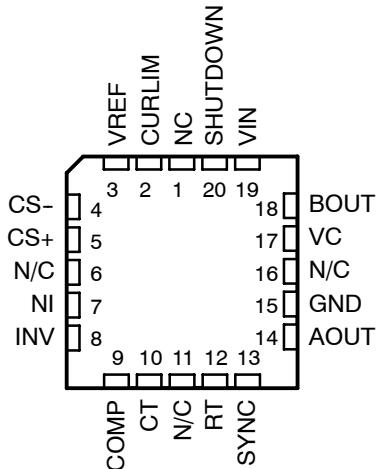 VREF CURLIM NC SHUTDOWN VIN
3 2 1 20 19
CS− 4 18 BOUT
CS+ 5 17 VC
N/C 6 16 N/C
NI 7 15 GND
INV 8 14 AOUT
9 10 11 12 13
COMP CT N/C RT SYNC